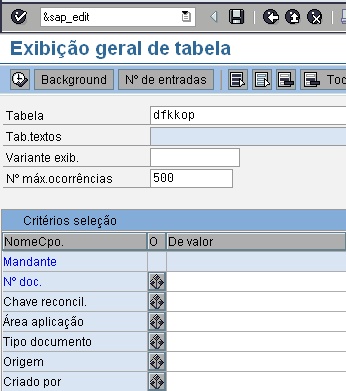 &sap_edit
Exibição geral de tabela
Background Nº de entradas Toc
Tabela dfkkop
Tab.textos
Variante exib.
Nº máx.ocorrências 500
Critérios seleção
NomeCpo. O De valor
Mandante
Nº doc.
Chave reconcil.
Área aplicação
Tipo documento
Origem
Criado por